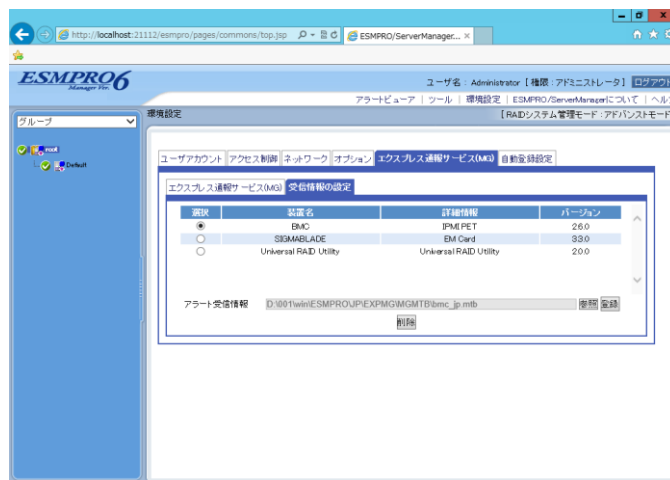 http://localhost:21112/esmpro/pages/commons/top.jsp
ESMPRO/ServerManager... ×
ESMPRO6
Manager Ver.
ユーザ名 : Administrator [ 権限 : アドミニストレータ ] ログアウト
アラートビューア | ツール | 環境設定 | ESMPRO/ServerManagerについて | ヘル
グループ
環境設定
[ RAIDシステム管理モード : アドバンストモード
root
Default
ユーザアカウント アクセス制御 ネットワーク オプション エクスプレス通報サービス(MG) 自動登録設定
エクスプレス通報サービス(MG) 受信情報の設定
選択 装置名 詳細情報 バージョン
BMC IPMI PET 26.0
SIGMABLADE EM Card 33.0
Universal RAID Utility Universal RAID Utility 20.0
アラート受信情報 D:\001\win\ESMPRO\JP\EXPMG\MGMTB\bmc_jp.mtb 参照 登録
削除